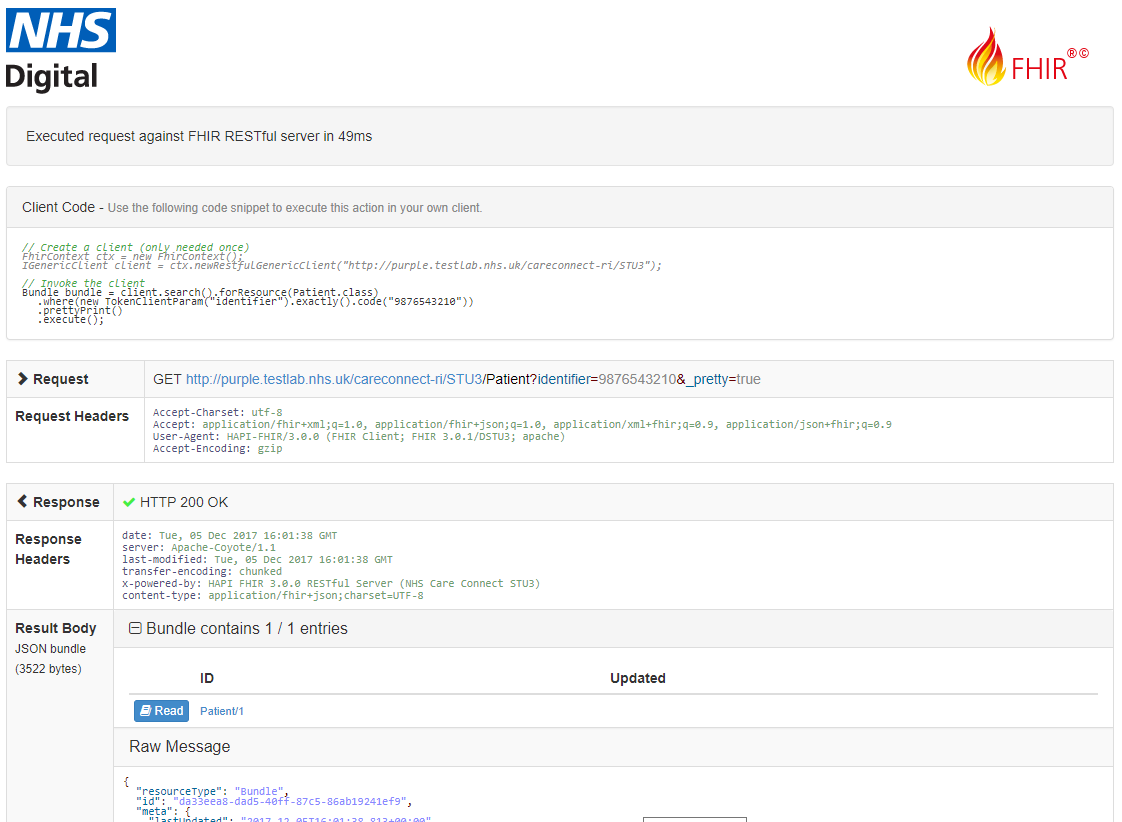 NHS
Digital
FHIR®©
Executed request against FHIR RESTful server in 49ms
Client Code - Use the following code snippet to execute this action in your own client.
// Create a client (only needed once)
FhirContext ctx = new FhirContext();
IGenericClient client = ctx.newRestfulGenericClient("http://purple.testlab.nhs.uk/careconnect-ri/STU3");
// Invoke the client
Bundle bundle = client.search().forResource(Patient.class)
.where(new TokenClientParam("identifier").exactly().code("9876543210"))
.prettyPrint()
.execute();
Request
GET http://purple.testlab.nhs.uk/careconnect-ri/STU3/Patient?identifier=9876543210&_pretty=true
Request Headers
Accept-Charset: utf-8
Accept: application/fhir+xml;q=1.0, application/fhir+json;q=1.0, application/xml+fhir;q=0.9, application/json+fhir;q=0.9
User-Agent: HAPI-FHIR/3.0.0 (FHIR Client; FHIR 3.0.1/DSTU3; apache)
Accept-Encoding: gzip
Response
HTTP 200 OK
Response
Headers
date: Tue, 05 Dec 2017 16:01:38 GMT
server: Apache-Coyote/1.1
last-modified: Tue, 05 Dec 2017 16:01:38 GMT
transfer-encoding: chunked
x-powered-by: HAPI FHIR 3.0.0 RESTful Server (NHS Care Connect STU3)
content-type: application/fhir+json;charset=UTF-8
Result Body
JSON bundle
(3522 bytes)
Bundle contains 1 / 1 entries
ID Updated
Read Patient/1
Raw Message
{
"resourceType": "Bundle",
"id": "da33eea8-dad5-40ff-87c5-86ab19241ef9",
"meta": {
"lastUpdated": "2017-12-05T16:01:38.813+00:00"